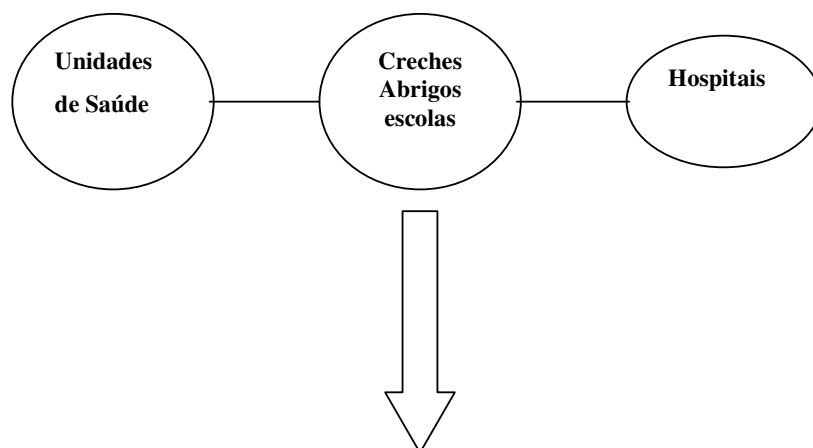 Unidades
de Saúde
Creches
Abrigos
escolas
Hospitais